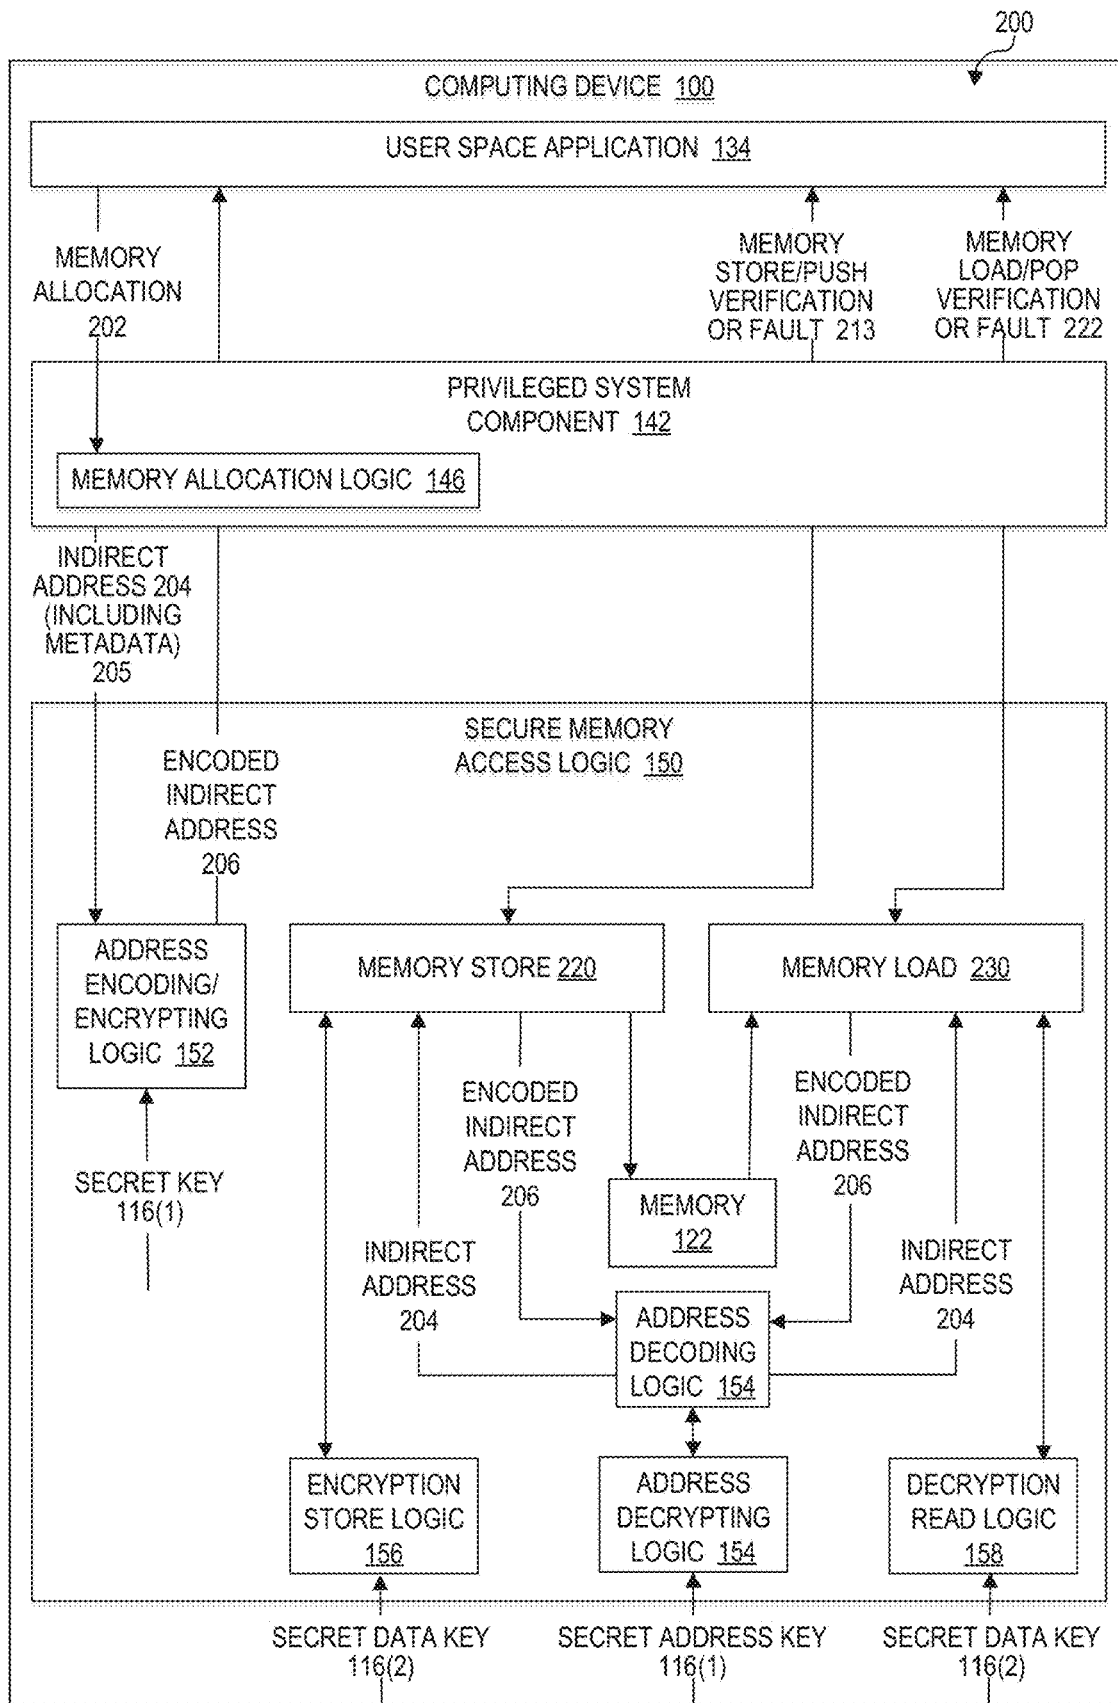 200
COMPUTING DEVICE 100
USER SPACE APPLICATION 134
MEMORY
ALLOCATION
202
MEMORY
STORE/PUSH
VERIFICATION
OR FAULT 213
MEMORY
LOAD/POP
VERIFICATION
OR FAULT 222
PRIVILEGED SYSTEM
COMPONENT 142
MEMORY ALLOCATION LOGIC 146
INDIRECT
ADDRESS 204
(INCLUDING
METADATA)
205
SECURE MEMORY
ACCESS LOGIC 150
ENCODED
INDIRECT
ADDRESS
206
ADDRESS
ENCODING/
ENCRYPTING
LOGIC 152
MEMORY STORE 220
MEMORY LOAD 230
ENCODED
INDIRECT
ADDRESS
206
ENCODED
INDIRECT
ADDRESS
206
SECRET KEY
116(1)
MEMORY
122
INDIRECT
ADDRESS
204
INDIRECT
ADDRESS
204
ADDRESS
DECODING
LOGIC 154
ENCRYPTION
STORE LOGIC
156
ADDRESS
DECRYPTING
LOGIC 154
DECRYPTION
READ LOGIC
158
SECRET DATA KEY
116(2)
SECRET ADDRESS KEY
116(1)
SECRET DATA KEY
116(2)